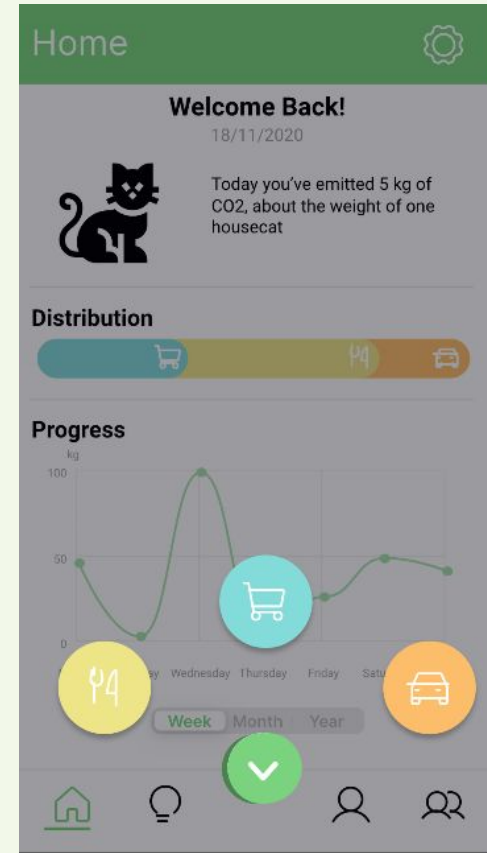 Home
Welcome Back!
18/11/2020
Today you've emitted 5 kg of
CO2, about the weight of one
housecat
Distribution
Progress
kg
100
50
0
Wednesday Thursday Friday
Week Month Year